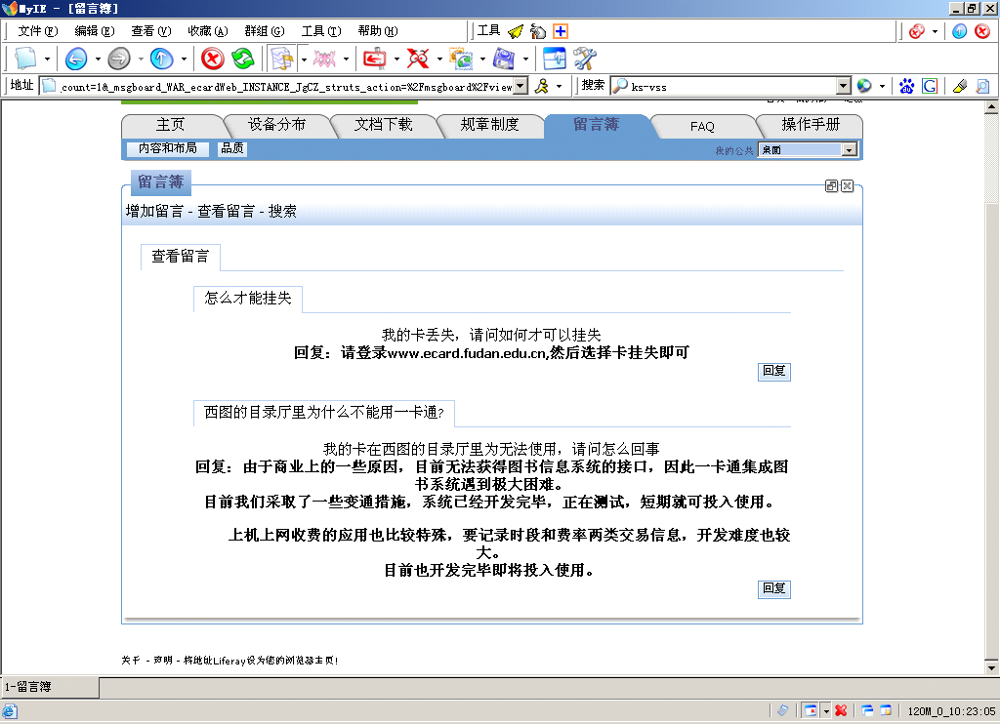 MyIE - [留言簿]
文件(F) 编辑(E) 查看(V) 收藏(A) 群组(G) 工具(T) 帮助(H) 工具
地址 count=1&_msgboard_WAR_ecardWeb_INSTANCE_JgCZ_struts_action=%2Fmsgboard%2Fview 搜索 ks-vss
主页 设备分布 文档下载 规章制度 留言簿 FAQ 操作手册
内容和布局 品质 我的公共 桌面
留言簿
增加留言 - 查看留言 - 搜索
查看留言
怎么才能挂失
我的卡丢失，请问如何才可以挂失
回复：请登录www.ecard.fudan.edu.cn,然后选择卡挂失即可
回复
西图的目录厅里为什么不能用一卡通?
我的卡在西图的目录厅里为无法使用，请问怎么回事
回复：由于商业上的一些原因，目前无法获得图书信息系统的接口，因此一卡通集成图
书系统遇到极大困难。
目前我们采取了一些变通措施，系统已经开发完毕，正在测试，短期就可投入使用。
上机上网收费的应用也比较特殊，要记录时段和费率两类交易信息，开发难度也较
大。
目前也开发完毕即将投入使用。
回复
关于 - 声明 - 将地址Liferay设为您的浏览器主页!
1-留言簿
120M_0_10:23:05